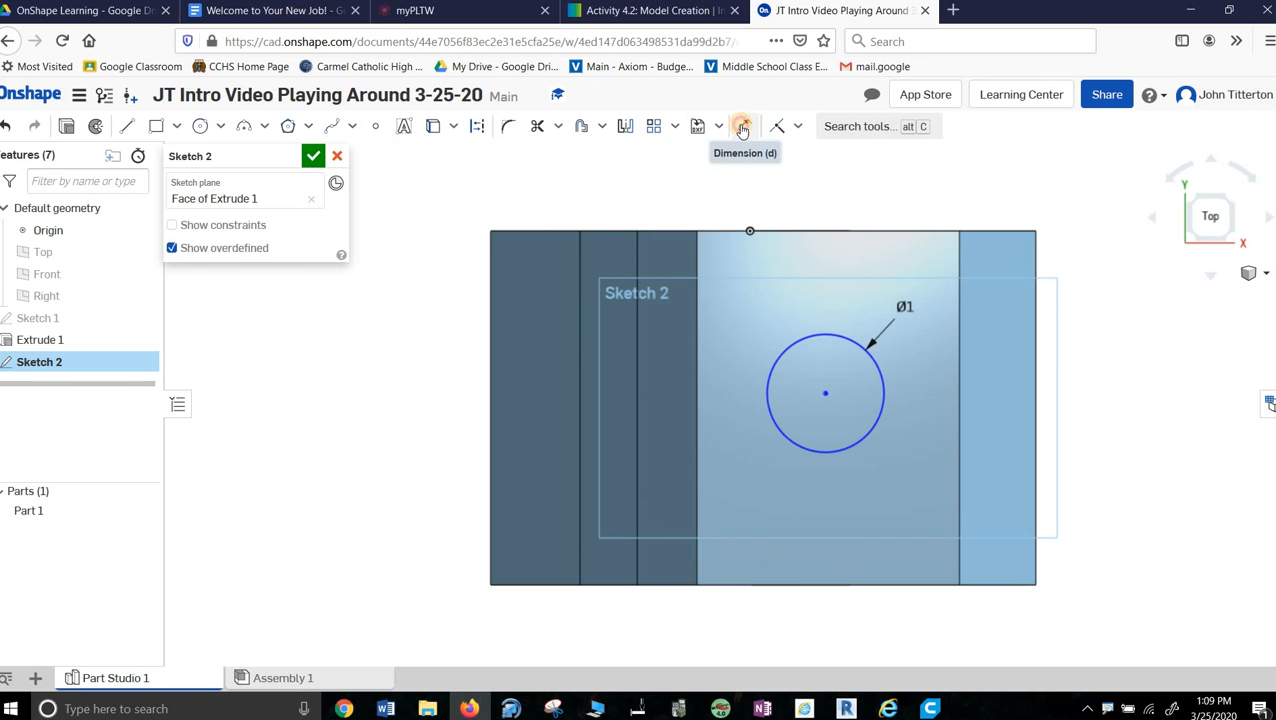 OnShape Learning - Google Drive
Welcome to Your New Job! - Go
myPLTW
Activity 4.2: Model Creation | In
JT Intro Video Playing Around 3-
https://cad.onshape.com/documents/44e7056f83ec2e31e5cfa25e/w/4ed147d063498531da99d2b7/
Search
Most Visited
Google Classroom
CCHS Home Page
Carmel Catholic High ...
My Drive - Google Dri...
Main - Axiom - Budge...
Middle School Class E...
mail.google
Onshape
JT Intro Video Playing Around 3-25-20
Main
App Store
Learning Center
Share
John Titterton
Search tools...
alt
C
Dimension (d)
Features (7)
Filter by name or type
Default geometry
Origin
Top
Front
Right
Sketch 1
Extrude 1
Sketch 2
Sketch 2
Sketch plane
Face of Extrude 1
Show constraints
Show overdefined
Sketch 2
Ø1
Y
Top
X
Parts (1)
Part 1
Part Studio 1
Assembly 1
Type here to search
1:09 PM
3/25/2020